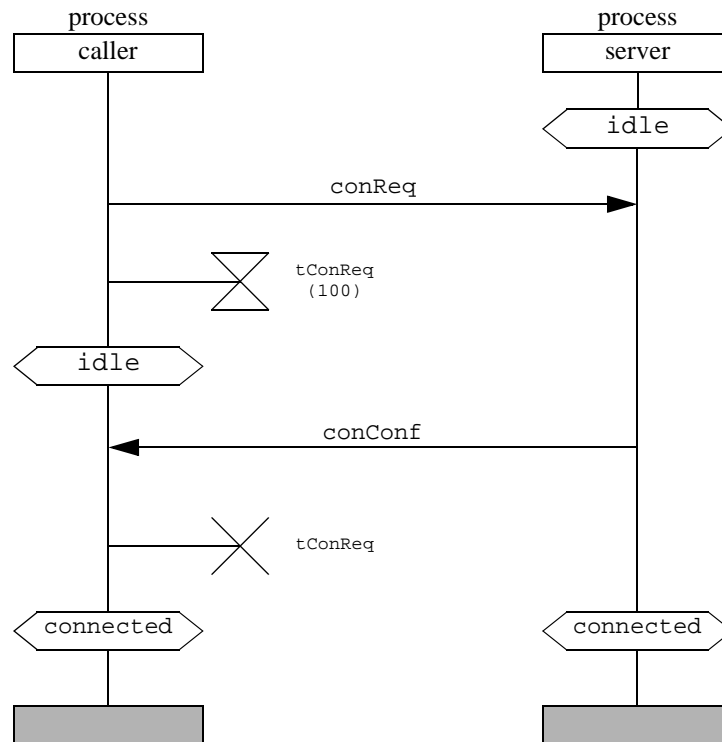 process
process
caller
server
idle
conReq
tConReq
(100)
idle
conConf
tConReq
connected
connected